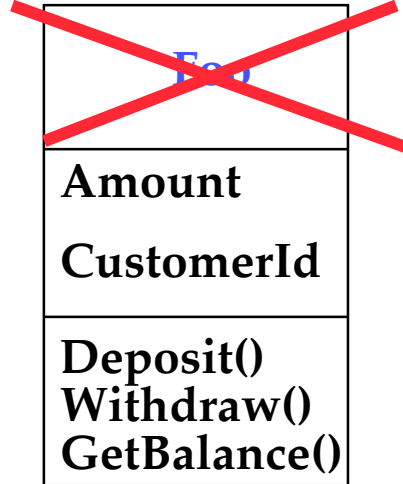 Foo
Amount
CustomerId
Deposit()
Withdraw()
GetBalance()